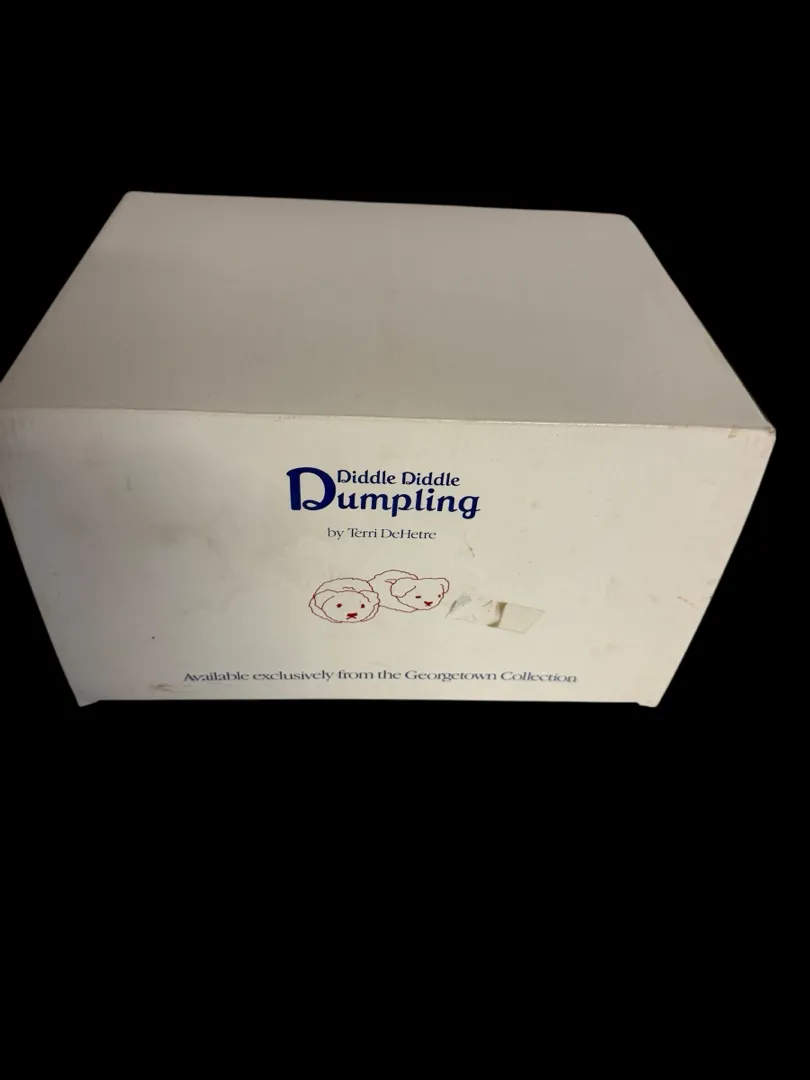 Diddle Diddle
Dumpling
by Terri DeHetre
Available exclusively from the Georgetown Collection